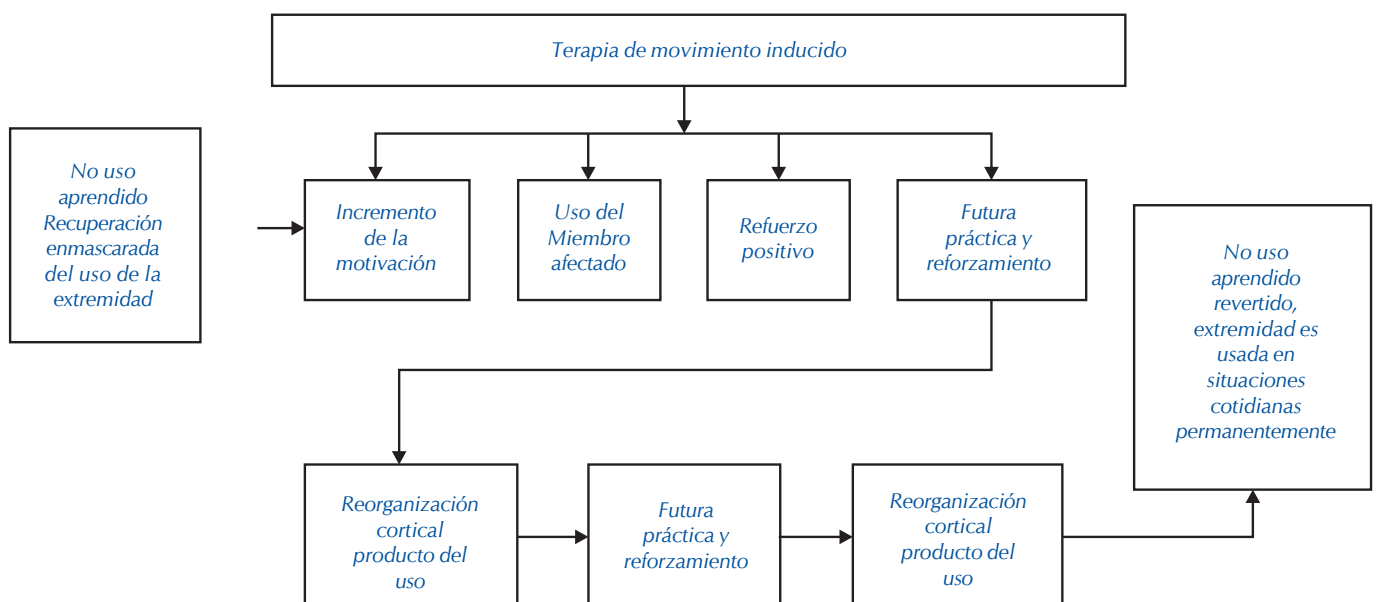 Terapia de movimiento inducido
No uso
aprendido
Recuperación
enmascarada
del uso de la
extremidad
Incremento
de la
motivación
Uso del
Miembro
afectado
Refuerzo
positivo
Futura
práctica y
reforzamiento
No uso
aprendido
revertido,
extremidad es
usada en
situaciones
cotidianas
permanentemente
Reorganización
cortical
producto del
uso
Futura
práctica y
reforzamiento
Reorganización
cortical
producto del
uso